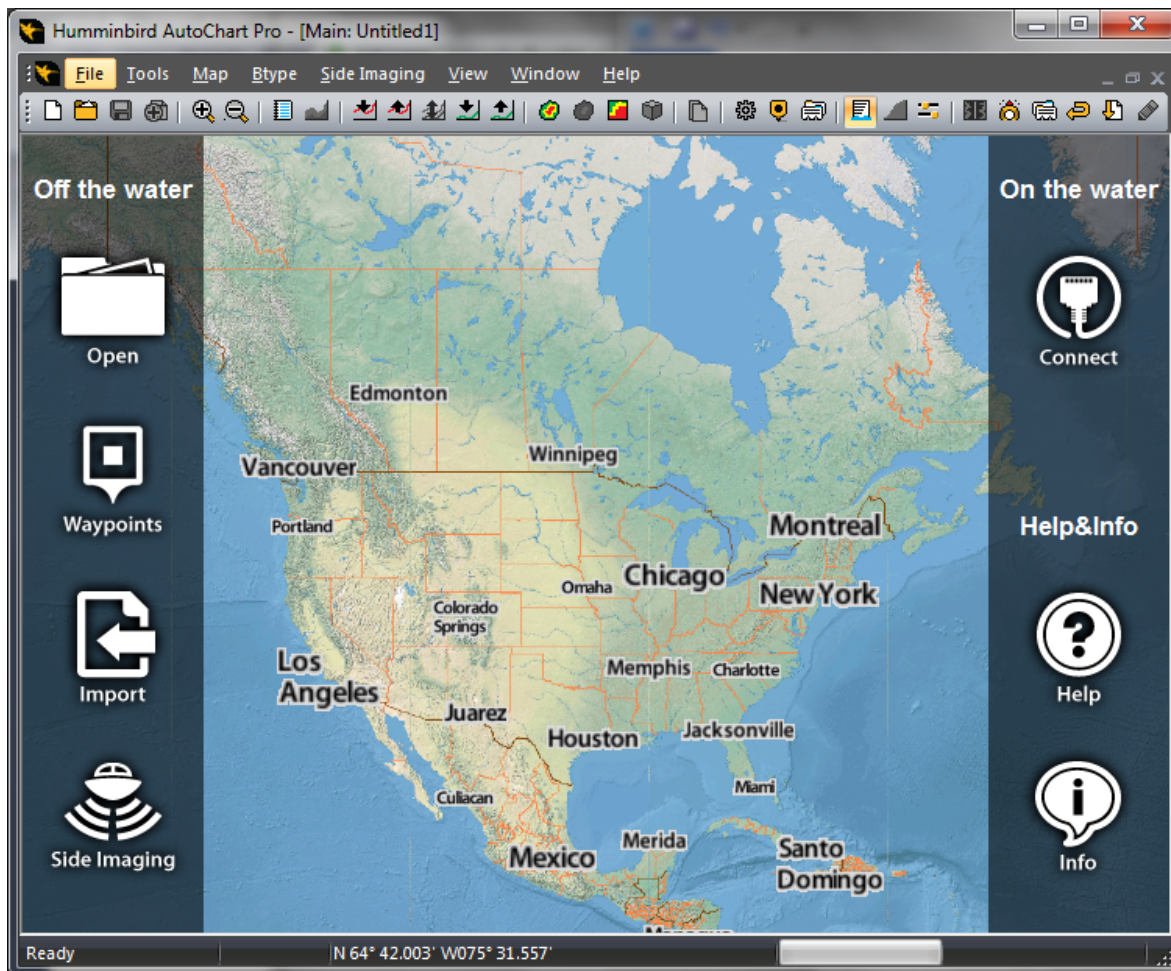 Humminbird AutoChart Pro - [Main: Untitled1]
File Tools Map Btype Side Imaging View Window Help
Off the water
On the water
Open
Connect
Edmonton
Winnipeg
Vancouver
Waypoints
Portland
Montreal
Help&Info
Chicago
Omaha
New York
Colorado
Springs
Los
Angeles
Memphis
Charlotte
Import
Help
Juarez
Houston
Jacksonville
Miami
Culiacan
Side Imaging
Mexico
Merida
Santo
Domingo
Info
Ready
N 64° 42.003' W075° 31.557'